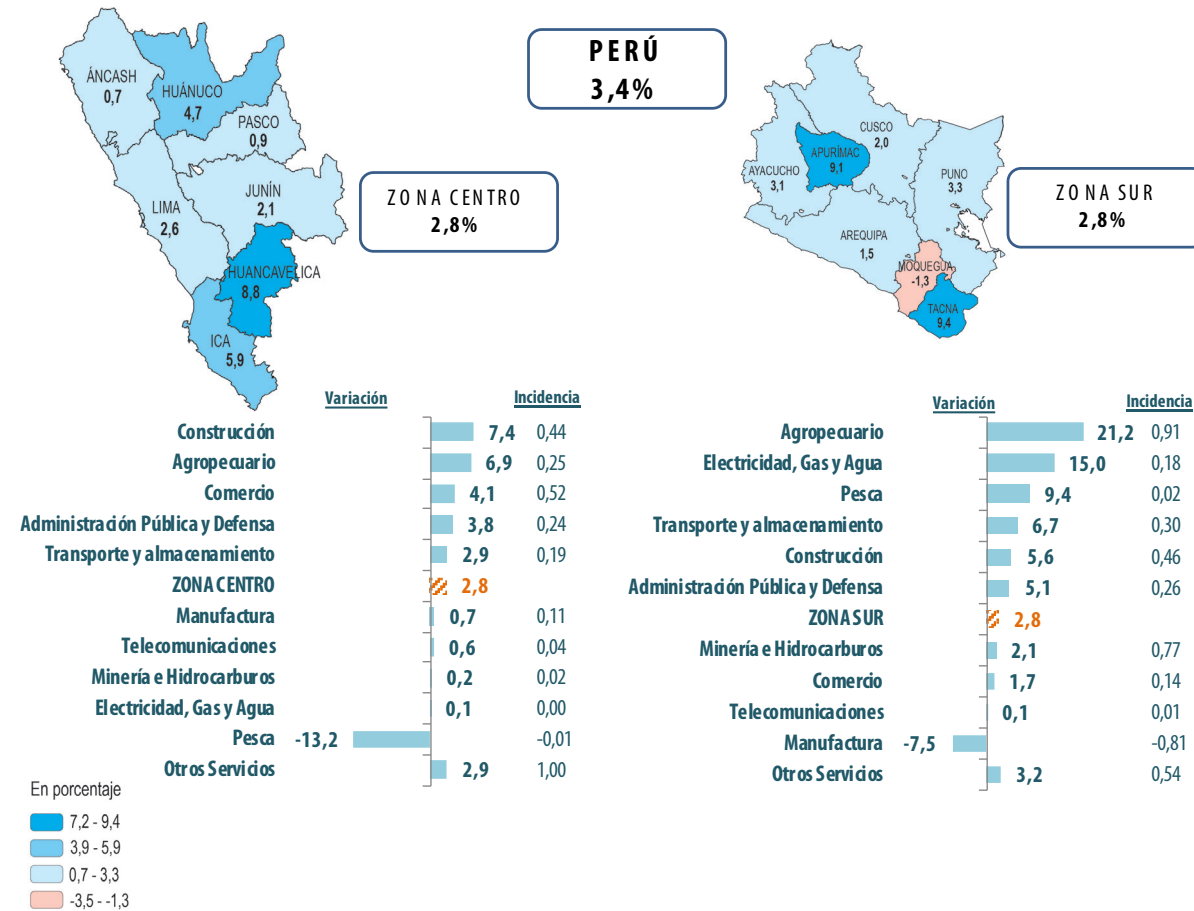 PERÚ
3,4%
ÁNCASH
0,7
HUÁNUCO
4,7
PASCO
0,9
JUNÍN
2,1
LIMA
2,6
HUANCAVELICA
8,8
ICA
5,9
ZONA CENTRO
2,8%
CUSCO
2,0
APURÍMAC
9,1
AYACUCHO
3,1
PUNO
3,3
AREQUIPA
1,5
MOQUEGUA
-1,3
TACNA
9,4
ZONA SUR
2,8%
Variación Incidencia
Construcción 7,4 0,44
Agropecuario 6,9 0,25
Comercio 4,1 0,52
Administración Pública y Defensa 3,8 0,24
Transporte y almacenamiento 2,9 0,19
ZONA CENTRO 2,8
Manufactura 0,7 0,11
Telecomunicaciones 0,6 0,04
Minería e Hidrocarburos 0,2 0,02
Electricidad, Gas y Agua 0,1 0,00
Pesca -13,2 -0,01
Otros Servicios 2,9 1,00
Variación Incidencia
Agropecuario 21,2 0,91
Electricidad, Gas y Agua 15,0 0,18
Pesca 9,4 0,02
Transporte y almacenamiento 6,7 0,30
Construcción 5,6 0,46
Administración Pública y Defensa 5,1 0,26
ZONA SUR 2,8
Minería e Hidrocarburos 2,1 0,77
Comercio 1,7 0,14
Telecomunicaciones 0,1 0,01
Manufactura -7,5 -0,81
Otros Servicios 3,2 0,54
En porcentaje
7,2 - 9,4
3,9 - 5,9
0,7 - 3,3
-3,5 - -1,3